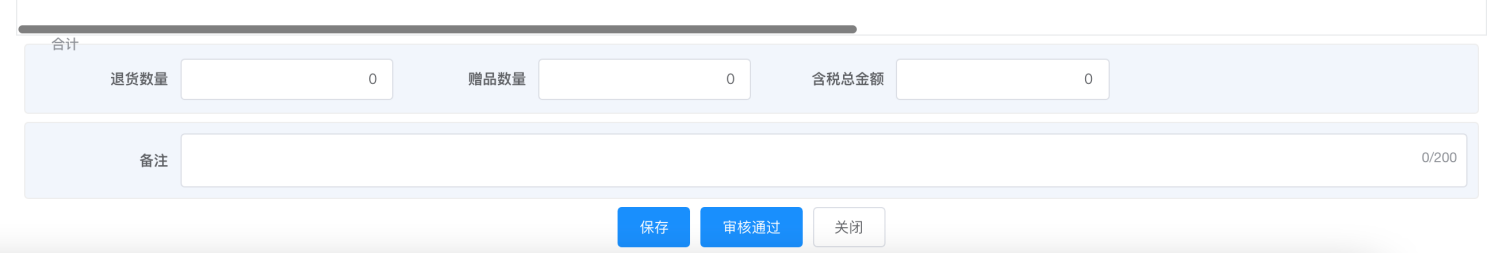 合计
退货数量 0 赠品数量 0 含税总金额 0
备注 0/200
保存 审核通过 关闭